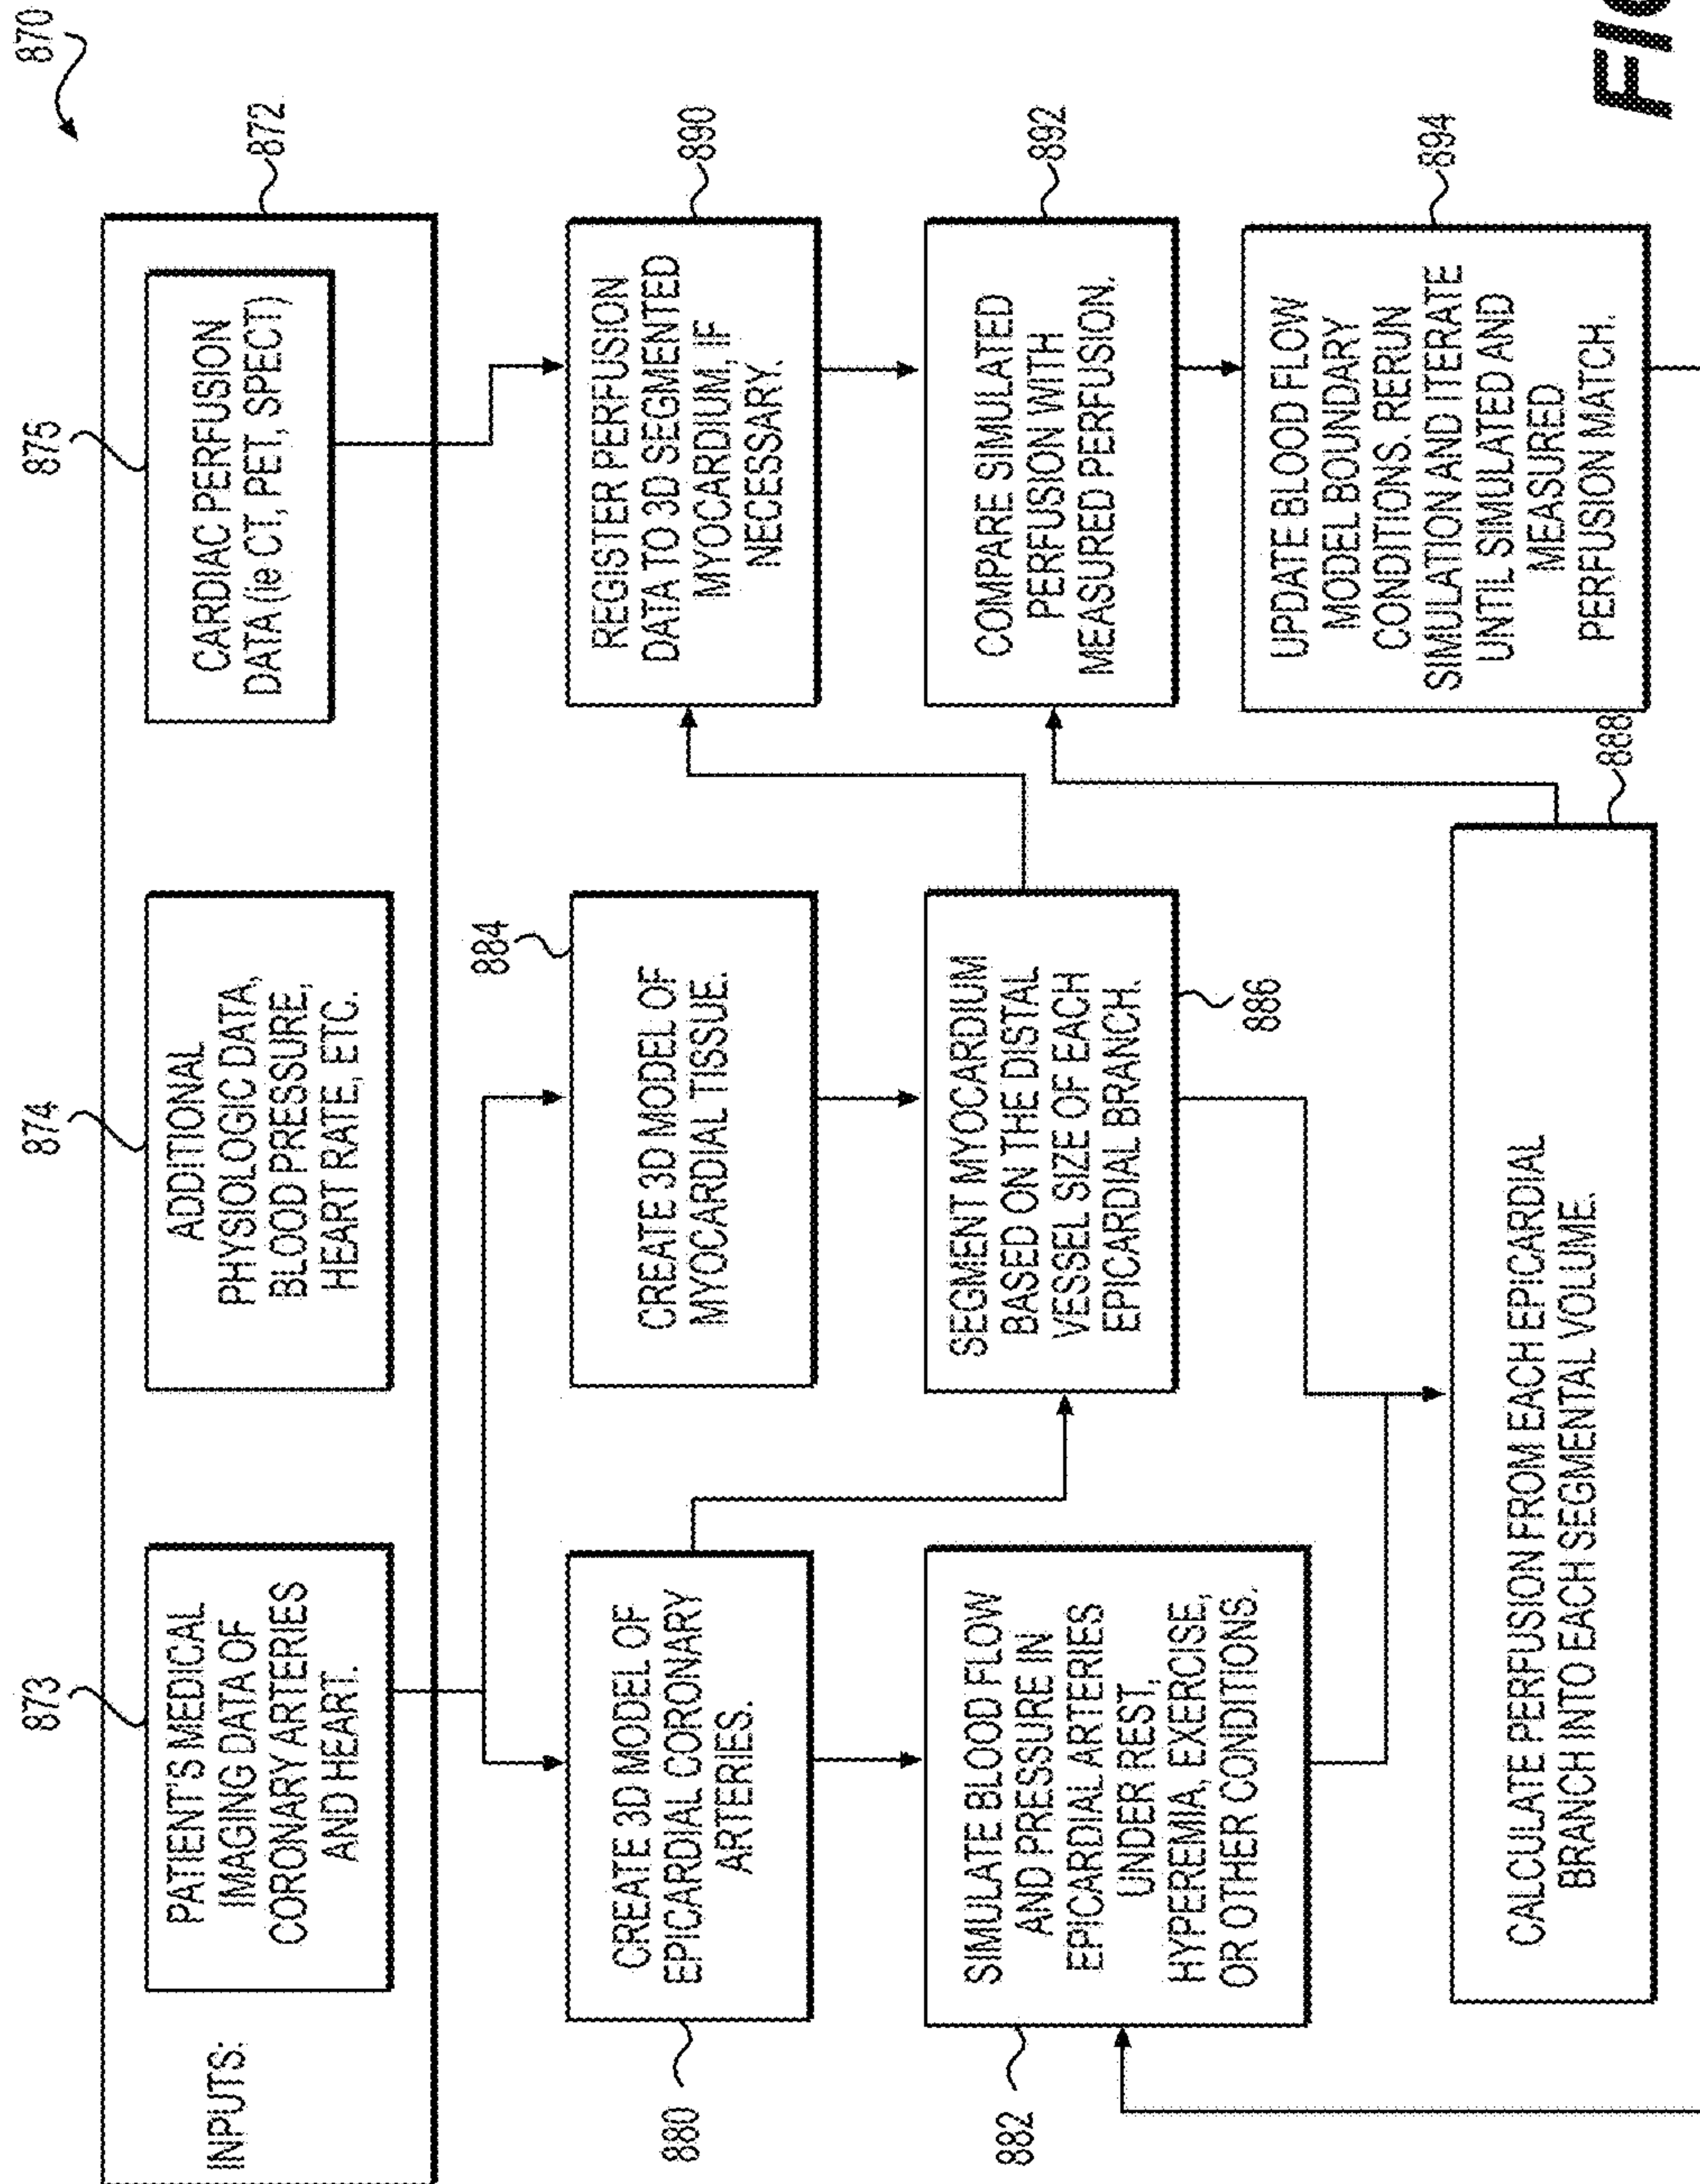 870
872
INPUTS:
873
PATIENT'S MEDICAL
IMAGING DATA OF
CORONARY ARTERIES
AND HEART.
874
ADDITIONAL
PHYSIOLOGIC DATA,
BLOOD PRESSURE,
HEART RATE, ETC.
875
CARDIAC PERFUSION
DATA (ie CT, PET, SPECT)
880
CREATE 3D MODEL OF
EPICARDIAL CORONARY
ARTERIES.
884
CREATE 3D MODEL OF
MYOCARDIAL TISSUE.
890
REGISTER PERFUSION
DATA TO 3D SEGMENTED
MYOCARDIUM, IF
NECESSARY.
882
SIMULATE BLOOD FLOW
AND PRESSURE IN
EPICARDIAL ARTERIES
UNDER REST,
HYPEREMIA, EXERCISE,
OR OTHER CONDITIONS.
886
SEGMENT MYOCARDIUM
BASED ON THE DISTAL
VESSEL SIZE OF EACH
EPICARDIAL BRANCH.
892
COMPARE SIMULATED
PERFUSION WITH
MEASURED PERFUSION.
894
UPDATE BLOOD FLOW
MODEL BOUNDARY
CONDITIONS. RERUN
SIMULATION AND ITERATE
UNTIL SIMULATED AND
MEASURED
PERFUSION MATCH.
888
CALCULATE PERFUSION FROM EACH EPICARDIAL
BRANCH INTO EACH SEGMENTAL VOLUME.